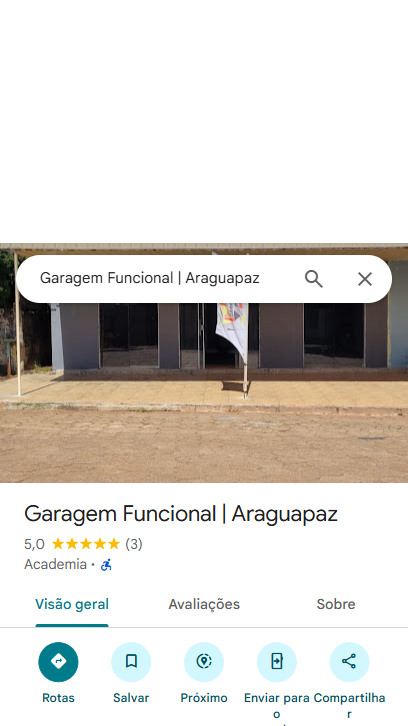 Garagem Funcional | Araguapaz
Garagem Funcional | Araguapaz
5,0 ★★★★★ (3)
Academia ·
Visão geral Avaliações Sobre
Rotas Salvar Próximo Enviar para Compartilha
o r